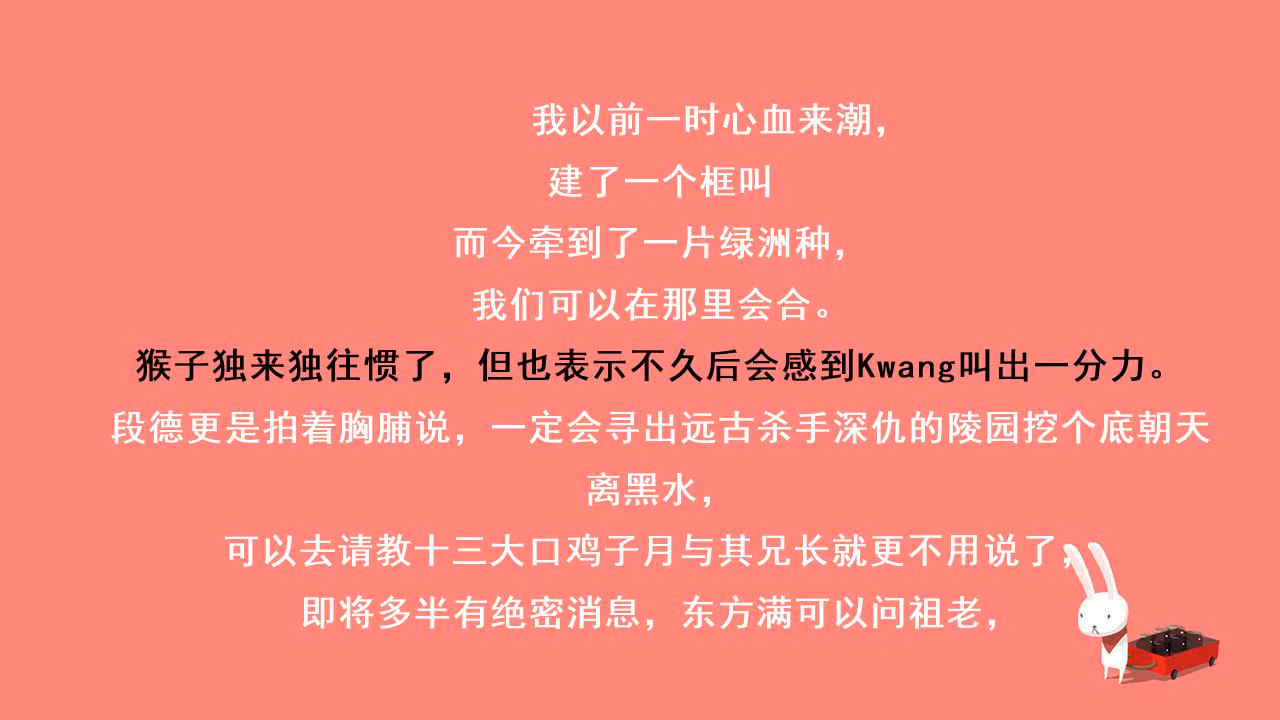 我以前一时心血来潮，
建了一个框叫
而今牵到了一片绿洲种，
我们可以在那里会合。
猴子独来独往惯了，但也表示不久后会感到Kwang叫出一分力。
段德更是拍着胸脯说，一定会寻出远古杀手深仇的陵园挖个底朝天
离黑水，
可以去请教十三大口鸡子月与其兄长就更不用说了，
即将多半有绝密消息，东方满可以问祖老，